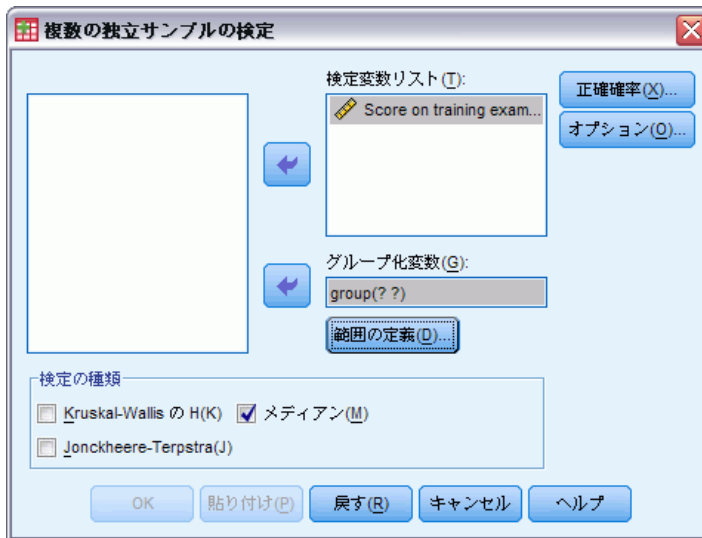 複数の独立サンプルの検定
検定変数リスト(T):
Score on training exam...
正確確率(X)...
オプション(O)...
グループ化変数(G):
group(? ?)
範囲の定義(D)...
検定の種類
Kruskal-Wallis の H(K)
メディアン(M)
Jonckheere-Terpstra(J)
OK
貼り付け(P)
戻す(R)
キャンセル
ヘルプ